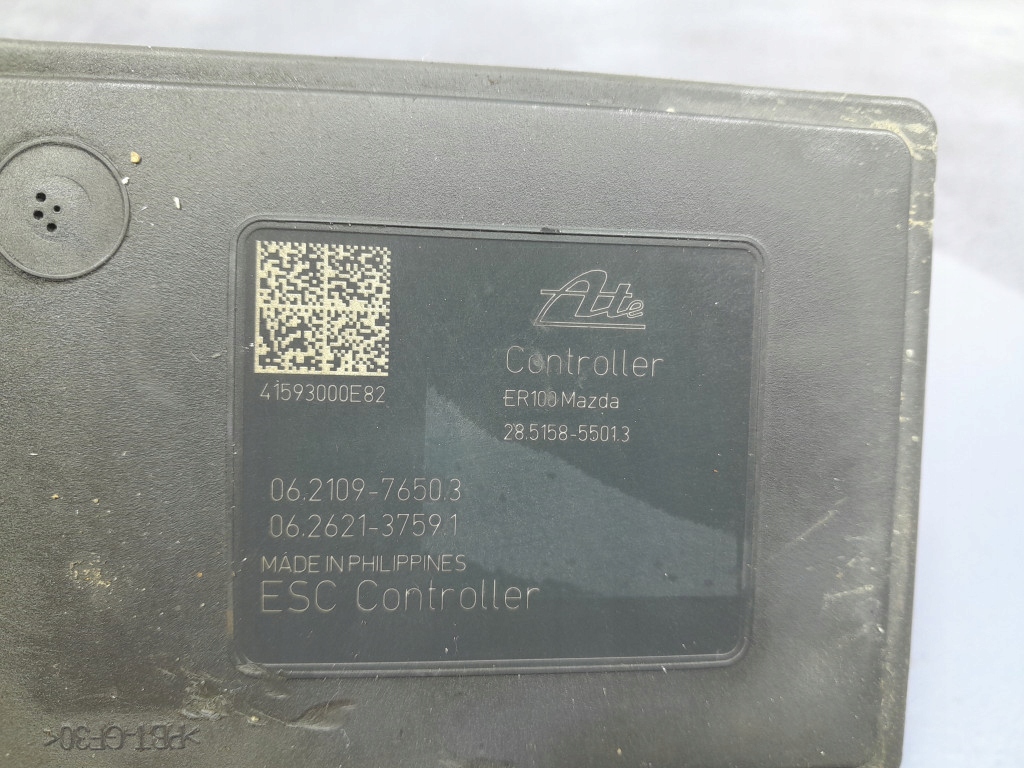 Ate
Controller
41593000E82
ER100 Mazda
28.5158-5501.3
06.2109-7650.3
06.2621-3759.1
MADE IN PHILIPPINES
ESC Controller
>PBT-GF30<